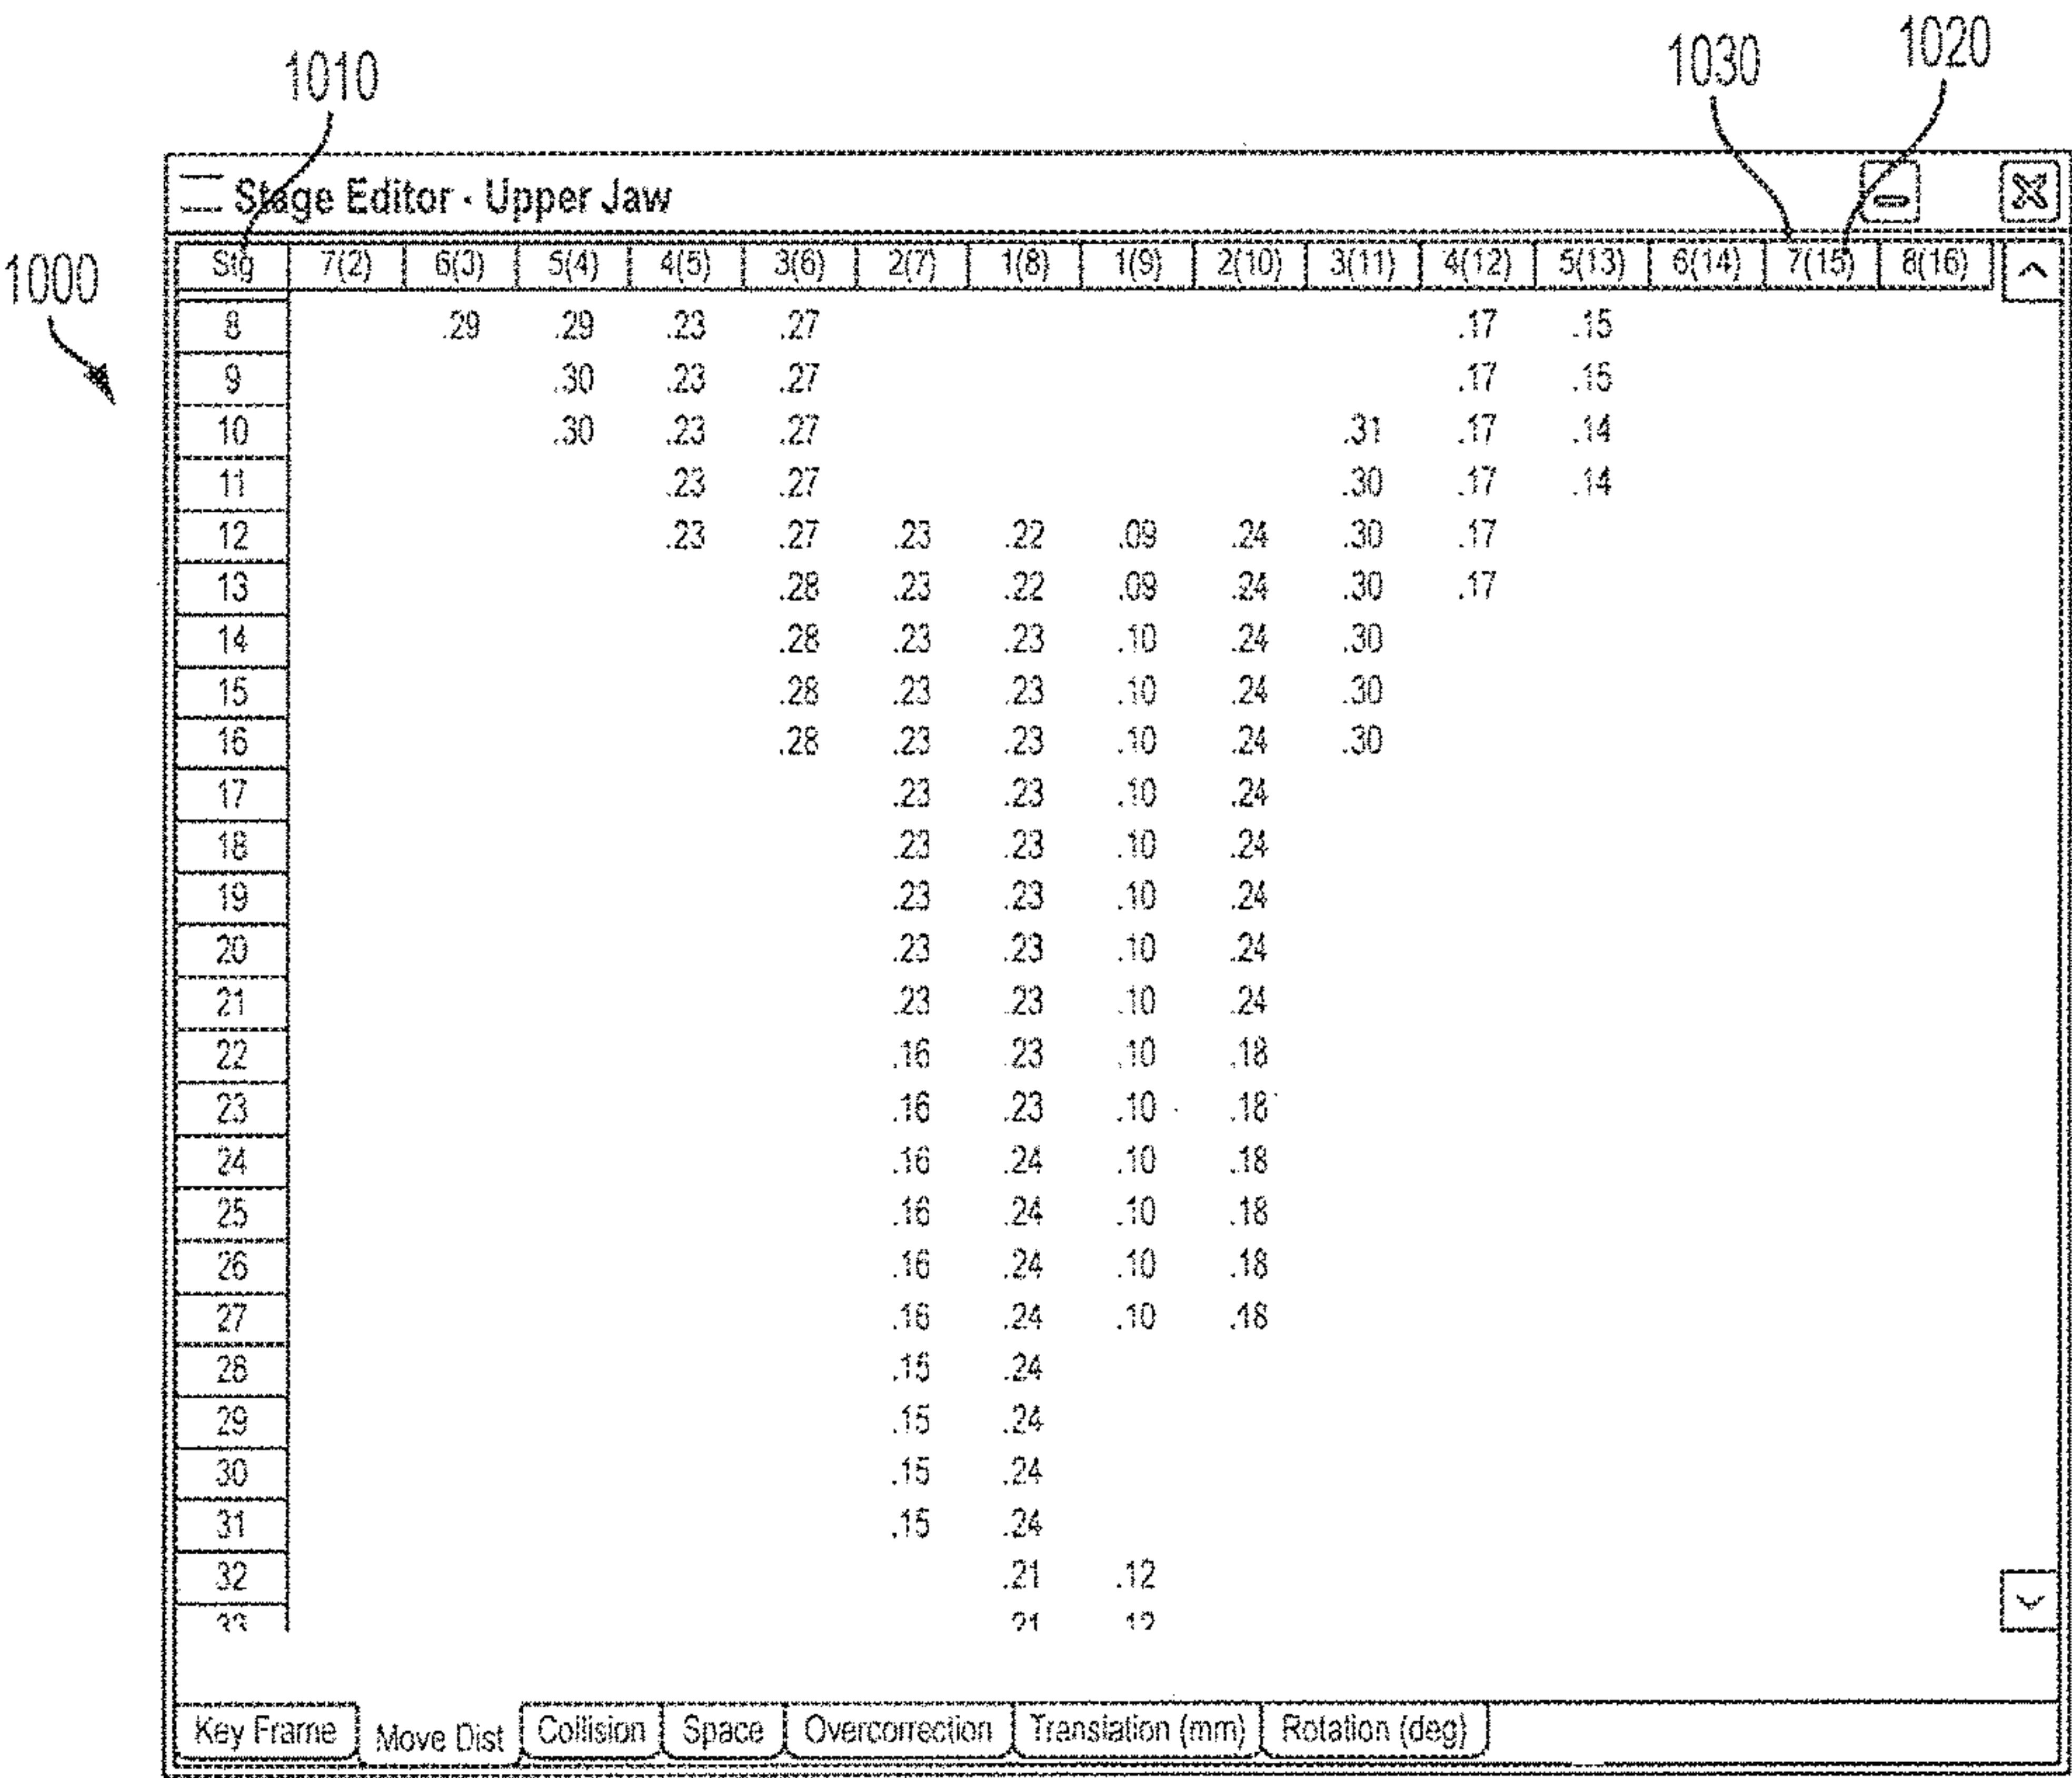 1010
1030
1020
Stage Editor - Upper Jaw
1000
Stg 7(2) 6(3) 5(4) 4(5) 3(6) 2(7) 1(8) 1(9) 2(10) 3(11) 4(12) 5(13) 6(14) 7(15) 8(16)
8 .29 .29 .23 .27 .17 .15
9 .30 .23 .27 .17 .15
10 .30 .23 .27 .31 .17 .14
11 .23 .27 .30 .17 .14
12 .23 .27 .23 .22 .09 .24 .30 .17
13 .28 .23 .22 .09 .24 .30 .17
14 .28 .23 .23 .10 .24 .30
15 .28 .23 .23 .10 .24 .30
16 .28 .23 .23 .10 .24 .30
17 .23 .23 .10 .24
18 .23 .23 .10 .24
19 .23 .23 .10 .24
20 .23 .23 .10 .24
21 .23 .23 .10 .24
22 .16 .23 .10 .18
23 .16 .23 .10 .18
24 .16 .24 .10 .18
25 .16 .24 .10 .18
26 .16 .24 .10 .18
27 .16 .24 .10 .18
28 .15 .24
29 .15 .24
30 .15 .24
31 .15 .24
32 .21 .12
33 .21 .12
Key Frame Move Dist Collision Space Overcorrection Translation (mm) Rotation (deg)